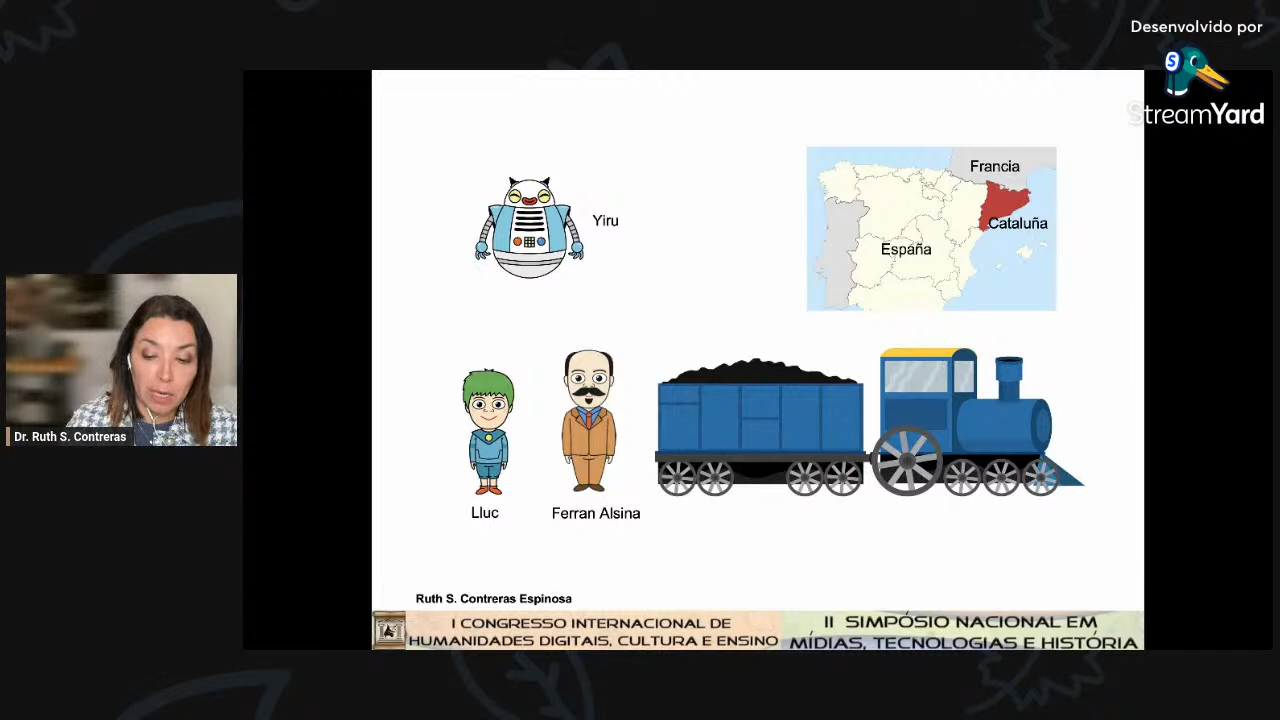 Desenvolvido por
S
StreamYard
Francia
Cataluña
España
Yiru
Dr. Ruth S. Contreras
Lluc
Ferran Alsina
Ruth S. Contreras Espinosa
I CONGRESSO INTERNACIONAL DE
HUMANIDADES DIGITAIS, CULTURA E ENSINO
II SIMPÓSIO NACIONAL EM
MÍDIAS, TECNOLOGIAS E HISTÓRIA